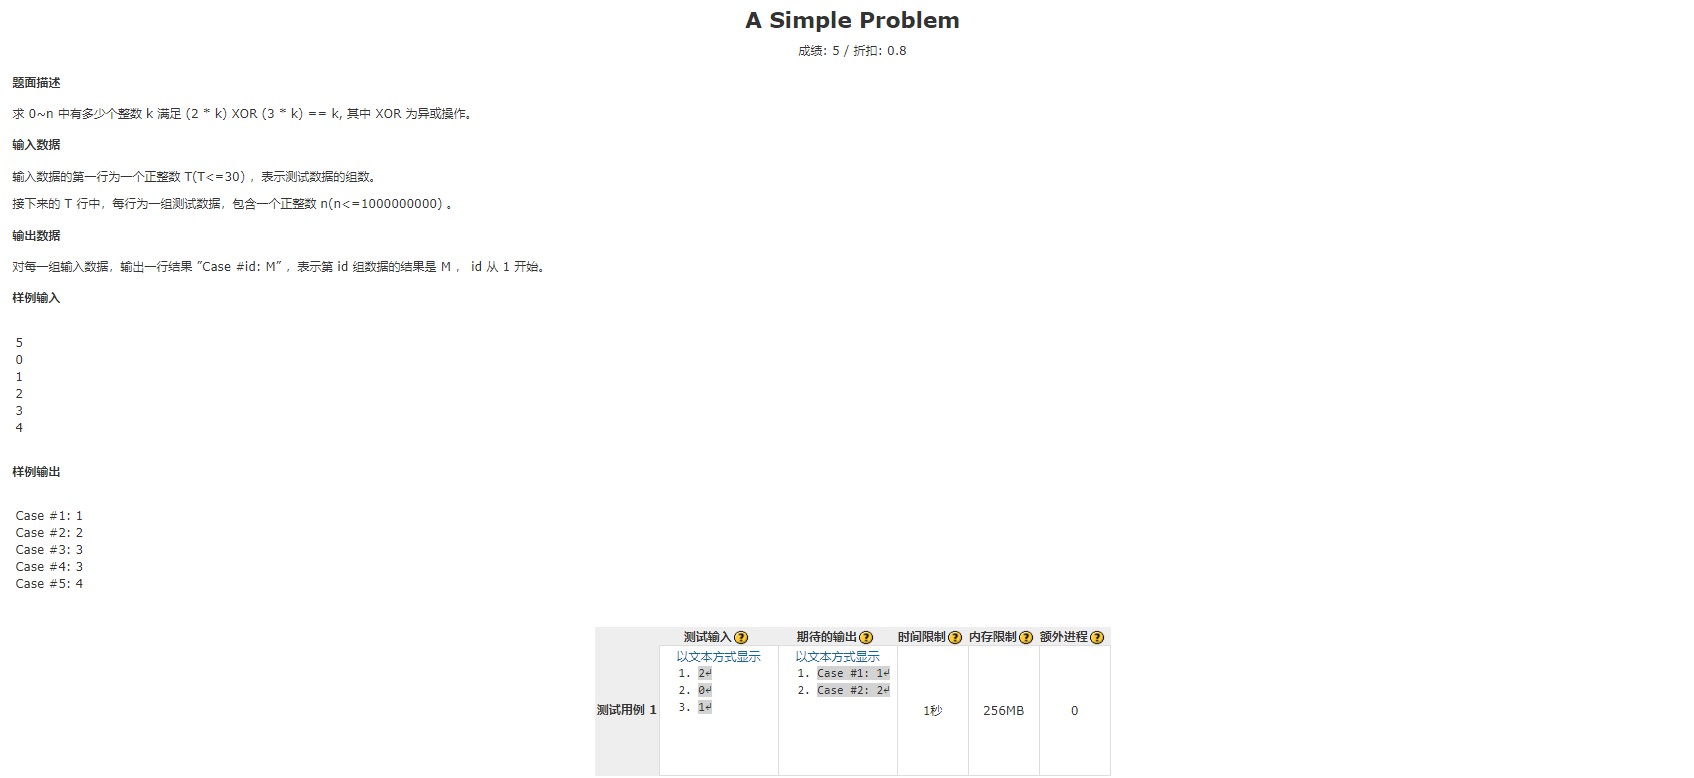 A Simple Problem
成绩: 5 / 折扣: 0.8
题面描述
求 0~n 中有多少个整数 k 满足 (2 * k) XOR (3 * k) == k, 其中 XOR 为异或操作。
输入数据
输入数据的第一行为一个正整数 T(T<=30) ，表示测试数据的组数。
接下来的 T 行中，每行为一组测试数据，包含一个正整数 n(n<=1000000000) 。
输出数据
对每一组输入数据，输出一行结果 ”Case #id: M” ，表示第 id 组数据的结果是 M ， id 从 1 开始。
样例输入
5
0
1
2
3
4
样例输出
Case #1: 1
Case #2: 2
Case #3: 3
Case #4: 3
Case #5: 4
测试输入 期待的输出 时间限制 内存限制 额外进程
测试用例 1
以文本方式显示
1. 2↵
2. 0↵
3. 1↵
以文本方式显示
1. Case #1: 1↵
2. Case #2: 2↵
1秒
256MB
0